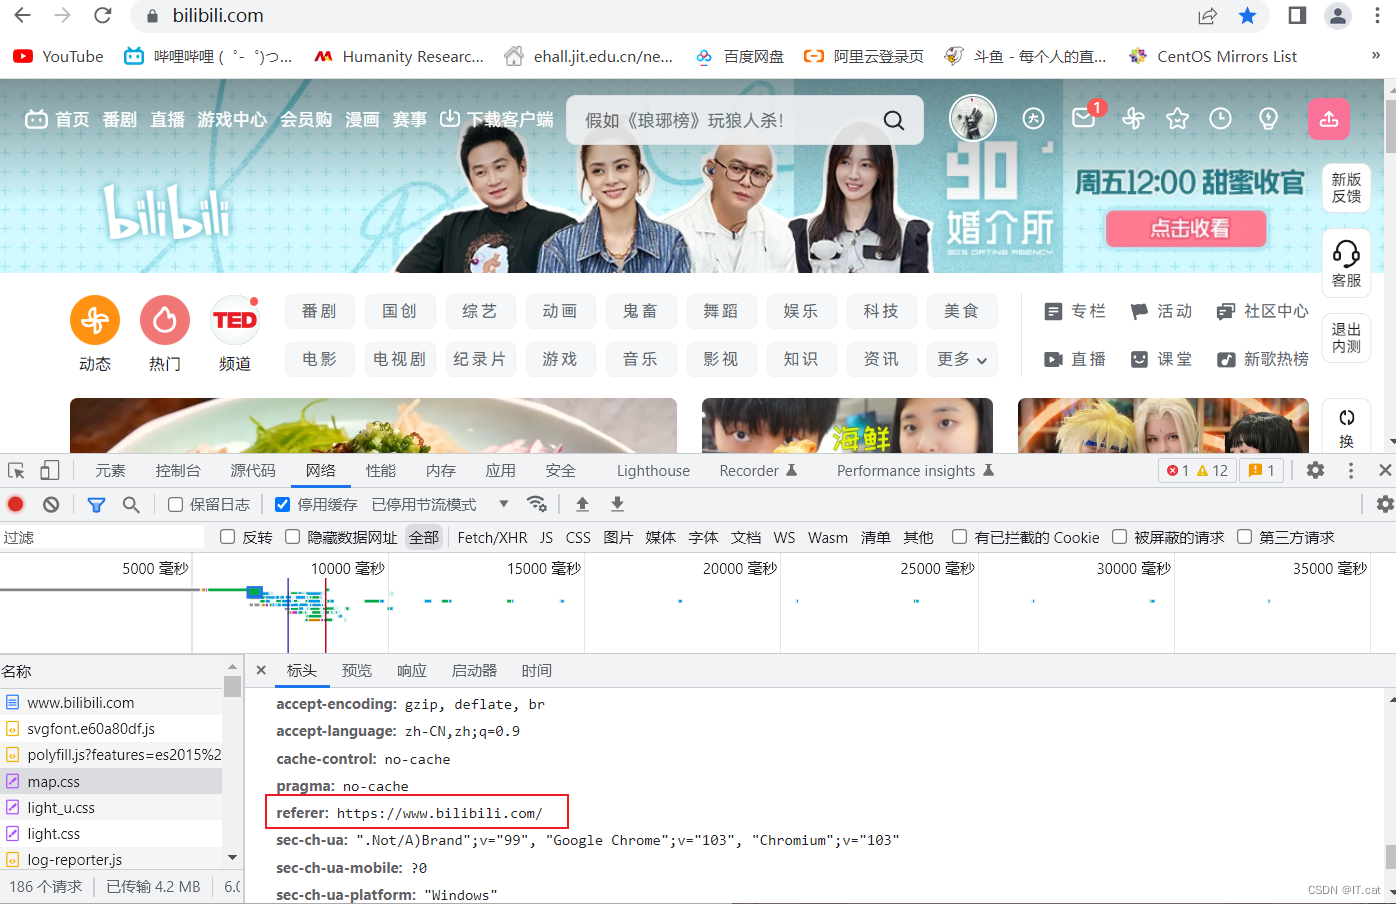 bilibili.com
YouTube 哔哩哔哩 (゜-゜)つ... Humanity Researc... ehall.jit.edu.cn/ne... 百度网盘 阿里云登录页 斗鱼 - 每个人的直... CentOS Mirrors List »
首页 番剧 直播 游戏中心 会员购 漫画 赛事 下载客户端 假如《琅琊榜》玩狼人杀! 大 1
bilibili
90
婚介所
90'S DATING AGENCY
周五12:00 甜蜜收官
点击收看
新版
反馈
客服
退出
内测
换
TED
动态 热门 频道
番剧 国创 综艺 动画 鬼畜 舞蹈 娱乐 科技 美食
电影 电视剧 纪录片 游戏 音乐 影视 知识 资讯 更多
专栏 活动 社区中心
直播 课堂 新歌热榜
海鲜
元素 控制台 源代码 网络 性能 内存 应用 安全 Lighthouse Recorder Performance insights 1 12 1
保留日志 停用缓存 已停用节流模式
过滤 反转 隐藏数据网址 全部 Fetch/XHR JS CSS 图片 媒体 字体 文档 WS Wasm 清单 其他 有已拦截的 Cookie 被屏蔽的请求 第三方请求
5000 毫秒 10000 毫秒 15000 毫秒 20000 毫秒 25000 毫秒 30000 毫秒 35000 毫秒
名称
www.bilibili.com
svgfont.e60a80df.js
polyfill.js?features=es2015%2
map.css
light_u.css
light.css
log-reporter.js
186 个请求 已传输 4.2 MB 6.0
标头 预览 响应 启动器 时间
accept-encoding: gzip, deflate, br
accept-language: zh-CN,zh;q=0.9
cache-control: no-cache
pragma: no-cache
referer: https://www.bilibili.com/
sec-ch-ua: ".Not/A)Brand";v="99", "Google Chrome";v="103", "Chromium";v="103"
sec-ch-ua-mobile: ?0
sec-ch-ua-platform: "Windows"
CSDN @IT.cat